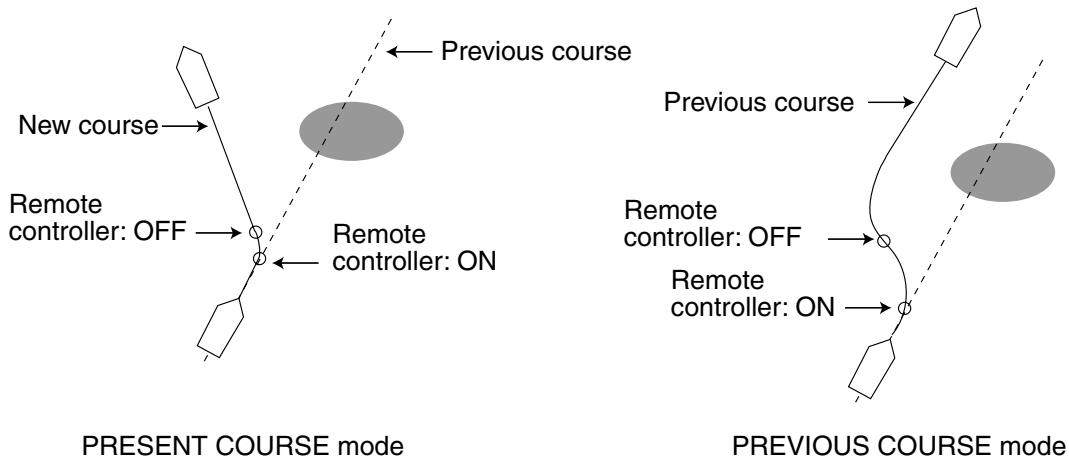 Previous course
New course
Remote
controller: OFF
Remote
controller: ON
PRESENT COURSE mode
Previous course
Remote
controller: OFF
Remote
controller: ON
PREVIOUS COURSE mode